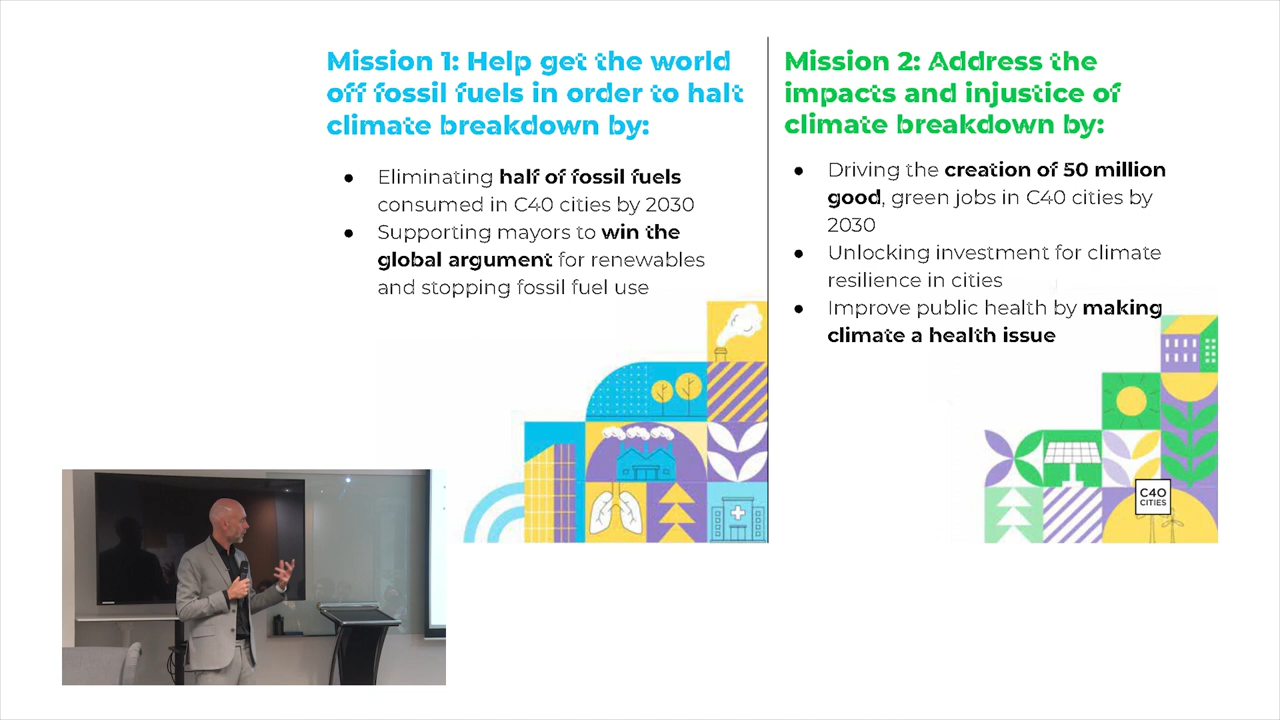 Mission 1: Help get the world
off fossil fuels in order to halt
climate breakdown by:
● Eliminating half of fossil fuels
consumed in C40 cities by 2030
● Supporting mayors to win the
global argument for renewables
and stopping fossil fuel use
Mission 2: Address the
impacts and injustice of
climate breakdown by:
● Driving the creation of 50 million
good, green jobs in C40 cities by
2030
● Unlocking investment for climate
resilience in cities
● Improve public health by making
climate a health issue
C40
CITIES